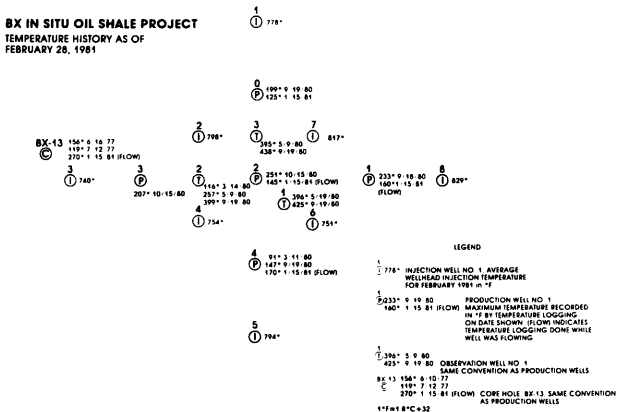 BX IN SITU OIL SHALE PROJECT
TEMPERATURE HISTORY AS OF
FEBRUARY 28, 1981
1
I 778°
0
P 199° 9 19 80
125° 1 15 81
2
I 798°
3
T 395° 5/9/80
438° 9/19/80
7
I 817°
BX-13 156° 6 16 77
C 119° 7 12 77
270° 1 15 81 (FLOW)
3
I 740°
3
P
207° 10/15/80
2
T 116° 3 14 80
257° 5 9 80
399° 9 19 80
2
P 251° 10/15/80
145° 1/15/81 (FLOW)
1
T 396° 5/19/80
425° 9/19/80
1
P 233° 9-18-80
160° 1/15/81
(FLOW)
8
I 829°
4
I 754°
6
I 751°
4
P 91° 3 11 80
147° 9/19/80
170° 1/15/81 (FLOW)
5
I 794°
LEGEND
1
I 778° INJECTION WELL NO 1, AVERAGE
WELLHEAD INJECTION TEMPERATURE
FOR FEBRUARY 1981 in °F
1
P 233° 9 19 80 PRODUCTION WELL NO 1
160° 1 15 81 (FLOW) MAXIMUM TEMPERATURE RECORDED
IN °F BY TEMPERATURE LOGGING
ON DATE SHOWN (FLOW) INDICATES
TEMPERATURE LOGGING DONE WHILE
WELL WAS FLOWING
1
T 396° 5 9 80
425° 9 19 80 OBSERVATION WELL NO 1
SAME CONVENTION AS PRODUCTION WELLS
BX 13 156° 6/10/77
C 119° 7 12 77
270° 1 15 81 (FLOW) CORE HOLE BX-13 SAME CONVENTION
AS PRODUCTION WELLS
1°F=1 8°C+32